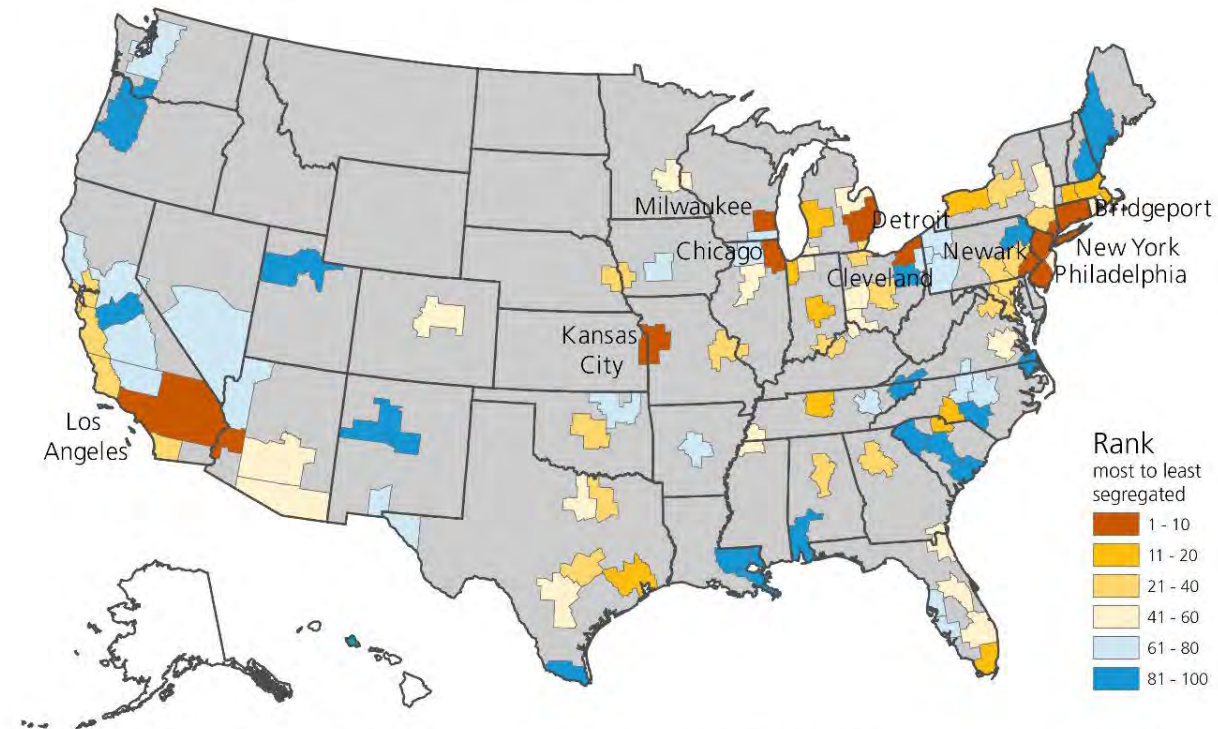 Milwaukee
Detroit
Bridgeport
Chicago
Newark
New York
Cleveland
Philadelphia
Kansas
City
Los
Angeles
Rank
most to least
segregated
1 - 10
11 - 20
21 - 40
41 - 60
61 - 80
81 - 100